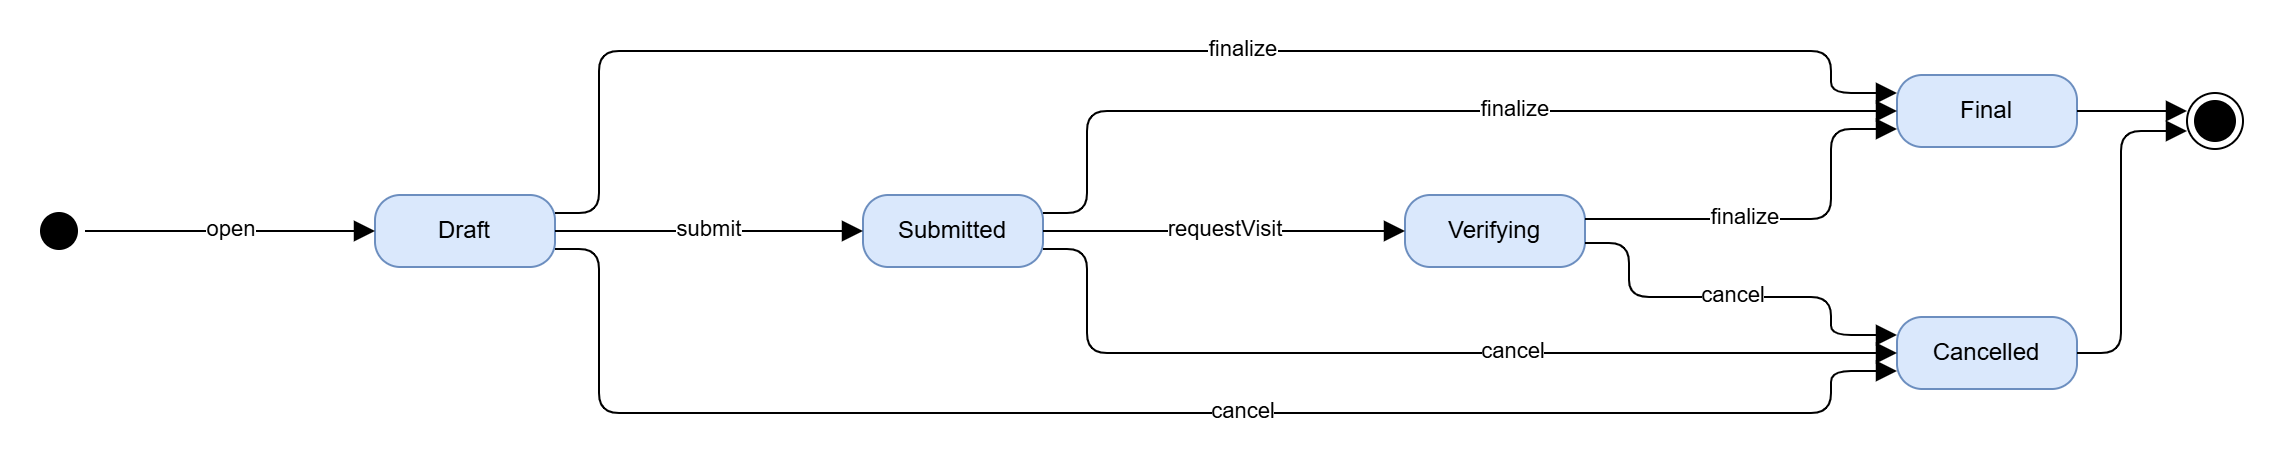 finalize
finalize
Final
open
Draft
submit
Submitted
requestVisit
Verifying
finalize
cancel
cancel
Cancelled
cancel